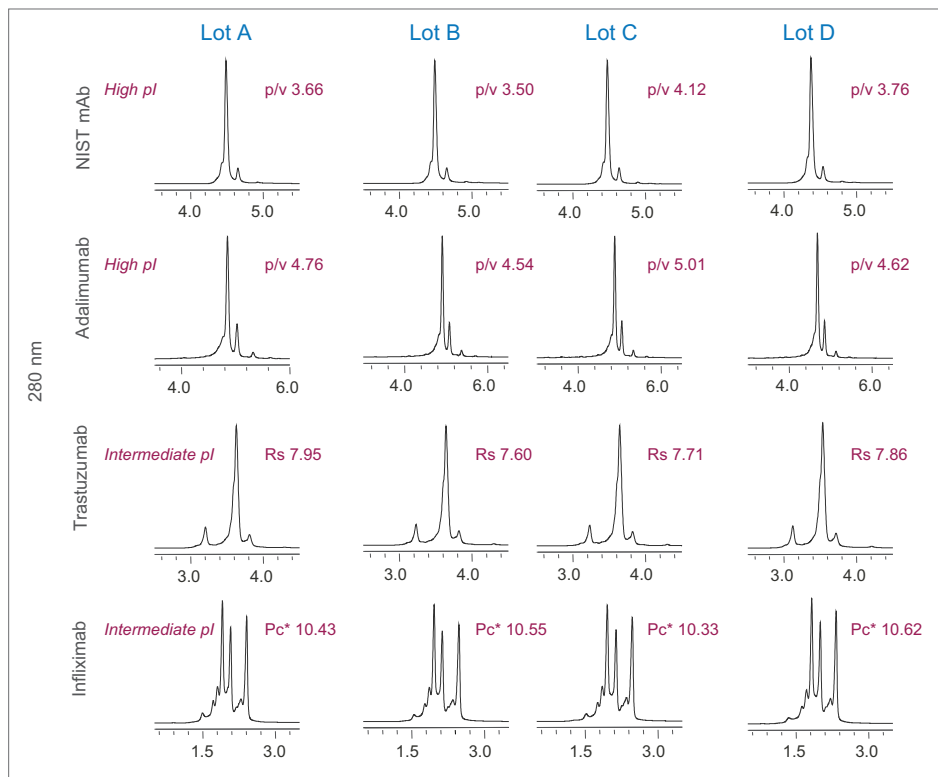 Lot A Lot B Lot C Lot D
280 nm
NIST mAb
High pI p/v 3.66 p/v 3.50 p/v 4.12 p/v 3.76
4.0 5.0 4.0 5.0 4.0 5.0 4.0 5.0
Adalimumab
High pI p/v 4.76 p/v 4.54 p/v 5.01 p/v 4.62
4.0 6.0 4.0 6.0 4.0 6.0 4.0 6.0
Trastuzumab
Intermediate pI Rs 7.95 Rs 7.60 Rs 7.71 Rs 7.86
3.0 4.0 3.0 4.0 3.0 4.0 3.0 4.0
Infliximab
Intermediate pI Pc* 10.43 Pc* 10.55 Pc* 10.33 Pc* 10.62
1.5 3.0 1.5 3.0 1.5 3.0 1.5 3.0